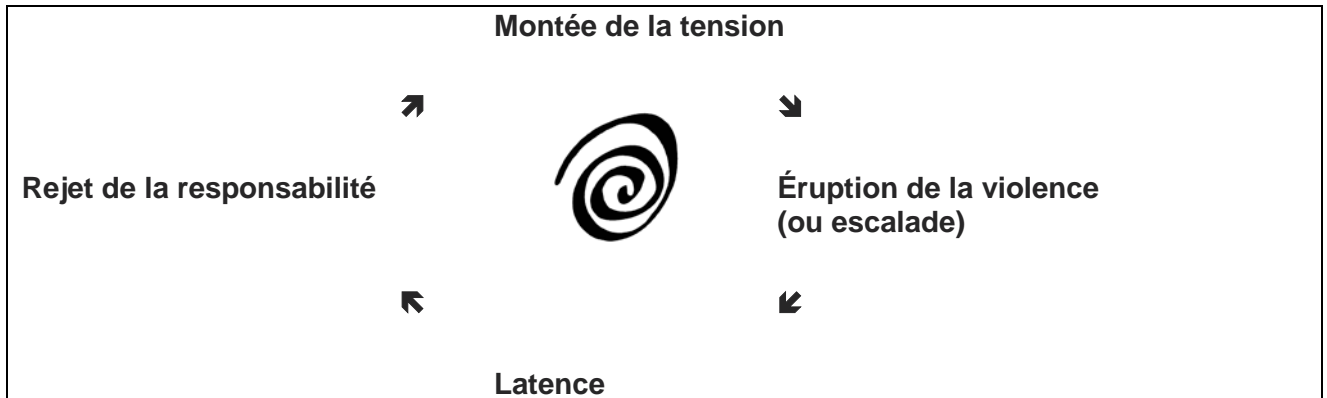 Montée de la tension
Rejet de la responsabilité
Éruption de la violence
(ou escalade)
Latence